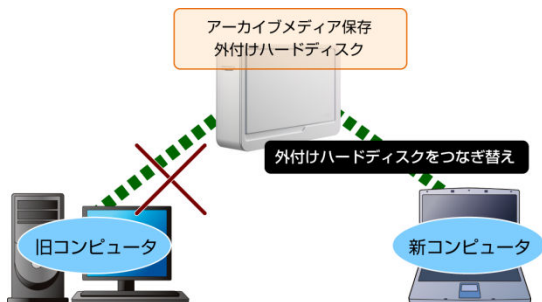 アーカイブメディア保存
外付けハードディスク
外付けハードディスクをつなぎ替え
旧コンピュータ
新コンピュータ